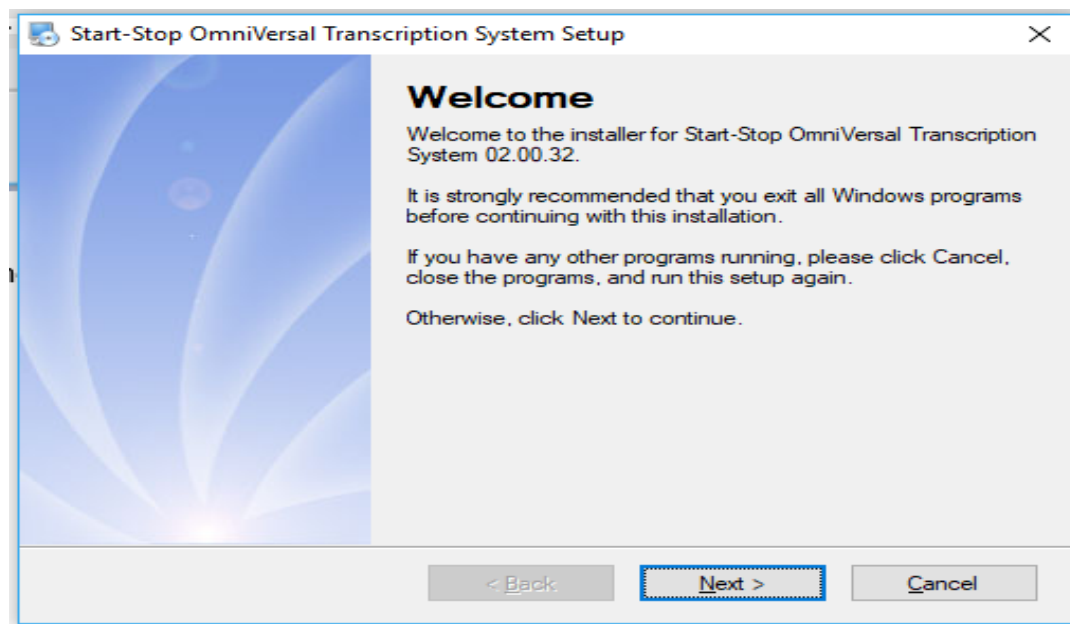 Start-Stop OmniVersal Transcription System Setup
Welcome
Welcome to the installer for Start-Stop OmniVersal Transcription
System 02.00.32.
It is strongly recommended that you exit all Windows programs
before continuing with this installation.
If you have any other programs running, please click Cancel,
close the programs, and run this setup again.
Otherwise, click Next to continue.
< Back
Next >
Cancel